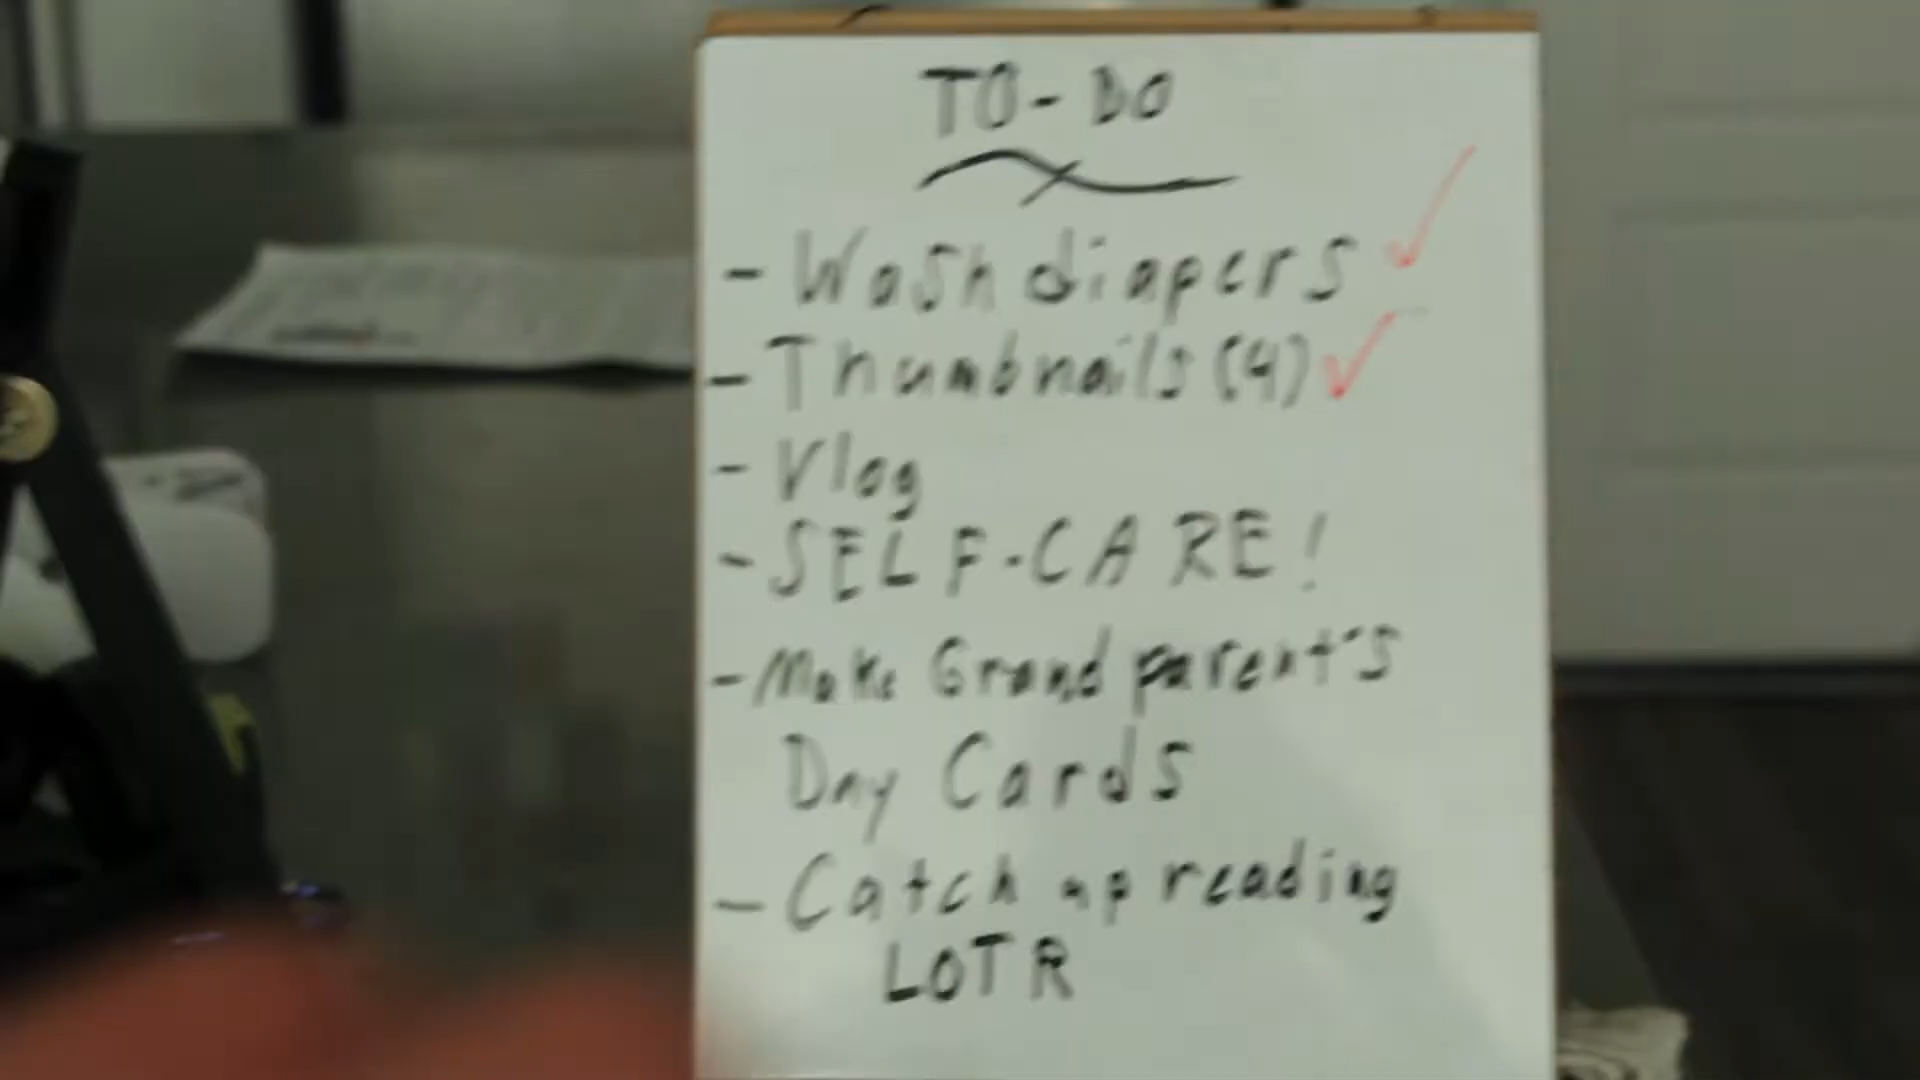 TO-DO
- Wash diapers ✓
- Thumbnails (4) ✓
- Vlog
- SELF-CARE!
- Make Grandparent's
Day Cards
- Catch up reading
LOTR